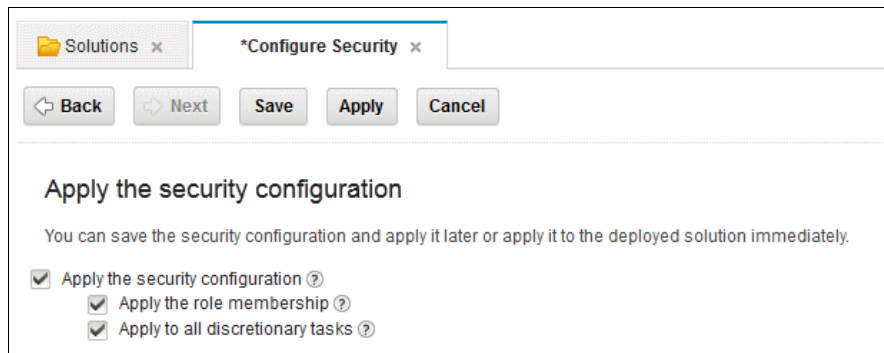 Solutions × *Configure Security ×
Back Next Save Apply Cancel
Apply the security configuration
You can save the security configuration and apply it later or apply it to the deployed solution immediately.
Apply the security configuration ?
Apply the role membership ?
Apply to all discretionary tasks ?